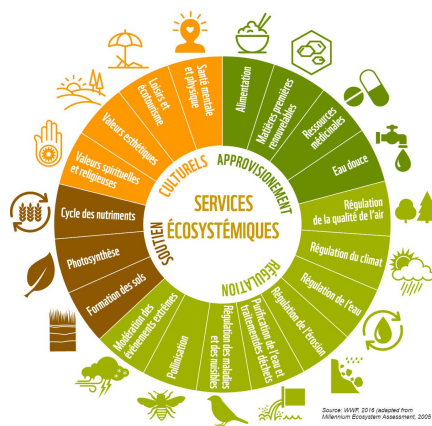 SERVICES
ÉCOSYSTÉMIQUES
APPROVISIONEMENT
Alimentation
Matières premières
renouvelables
Ressources
médicinales
Eau douce
RÉGULATION
Régulation
de la qualité de l'air
Régulation du climat
Régulation de l'eau
Régulation de l'érosion
Purification de l'eau et
traitementdes déchets
Régulation des maladies
et des nuisibles
Pollinisation
Modération des
événements extrêmes
SOUTIEN
Formation des sols
Photosynthèse
Cycle des nutriments
CULTURELS
Valeurs spirituelles
et religieuses
Valeurs esthétiques
Loisirs et
écotourisme
Santé mentale
et physique
Source: WWF, 2016 (adapted from
Millennium Ecosystem Assessment, 2005